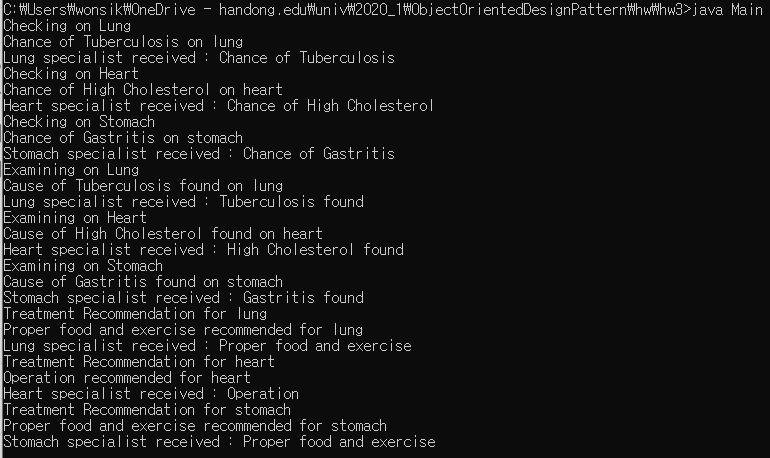 C:₩Users₩wonsik₩OneDrive - handong.edu₩univ₩2020_1₩ObjectOrientedDesignPattern₩hw₩hw3>java Main
Checking on Lung
Chance of Tuberculosis on lung
Lung specialist received : Chance of Tuberculosis
Checking on Heart
Chance of High Cholesterol on heart
Heart specialist received : Chance of High Cholesterol
Checking on Stomach
Chance of Gastritis on stomach
Stomach specialist received : Chance of Gastritis
Examining on Lung
Cause of Tuberculosis found on lung
Lung specialist received : Tuberculosis found
Examining on Heart
Cause of High Cholesterol found on heart
Heart specialist received : High Cholesterol found
Examining on Stomach
Cause of Gastritis found on stomach
Stomach specialist received : Gastritis found
Treatment Recommendation for lung
Proper food and exercise recommended for lung
Lung specialist received : Proper food and exercise
Treatment Recommendation for heart
Operation recommended for heart
Heart specialist received : Operation
Treatment Recommendation for stomach
Proper food and exercise recommended for stomach
Stomach specialist received : Proper food and exercise